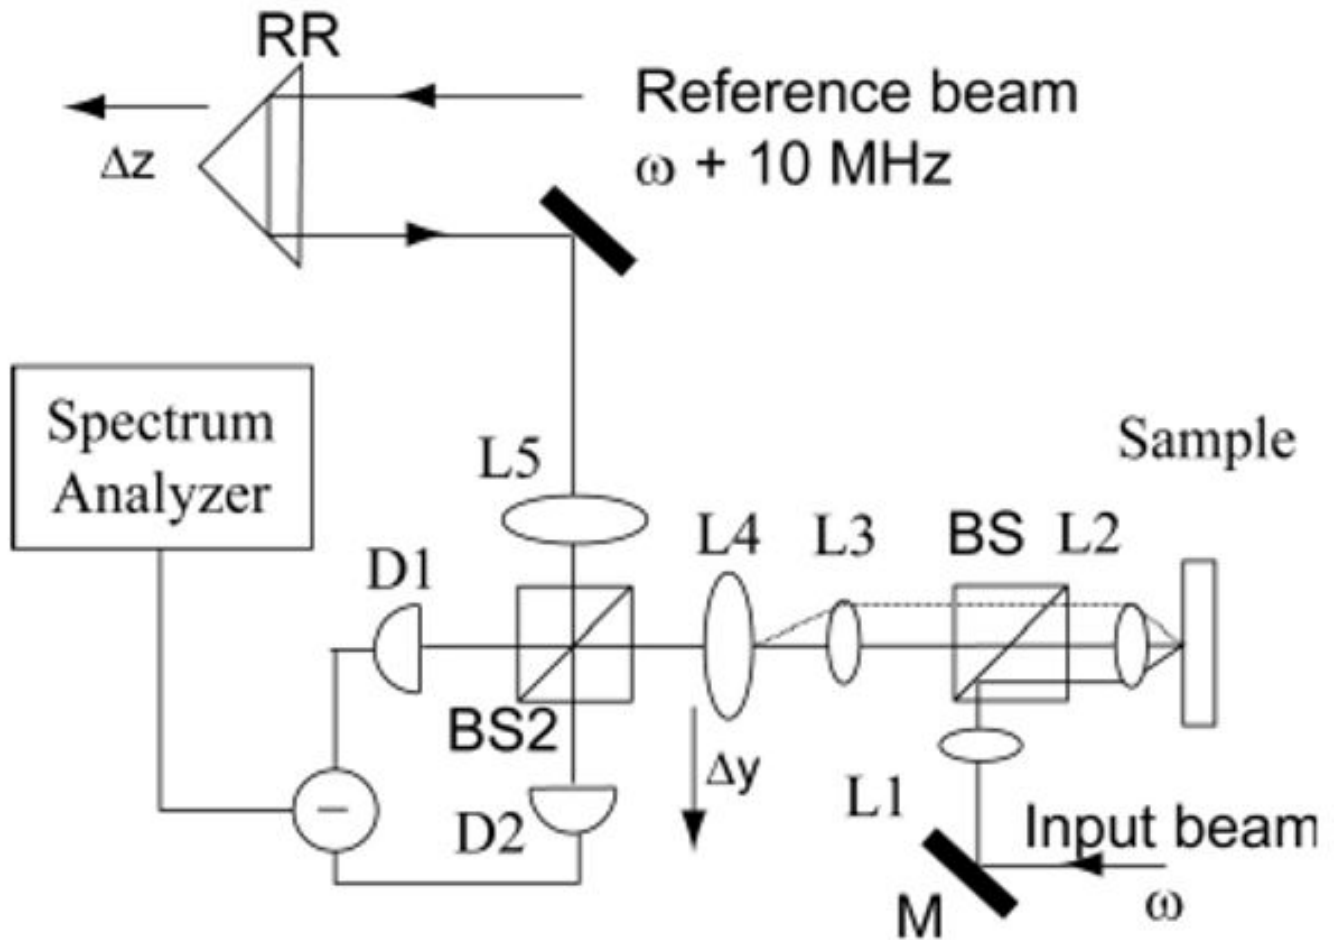 RR
Reference beam
ω + 10 MHz
Δz
Spectrum
Analyzer
L5
Sample
D1
L4
L3
BS
L2
BS2
Δy
D2
L1
Input beam
M
ω